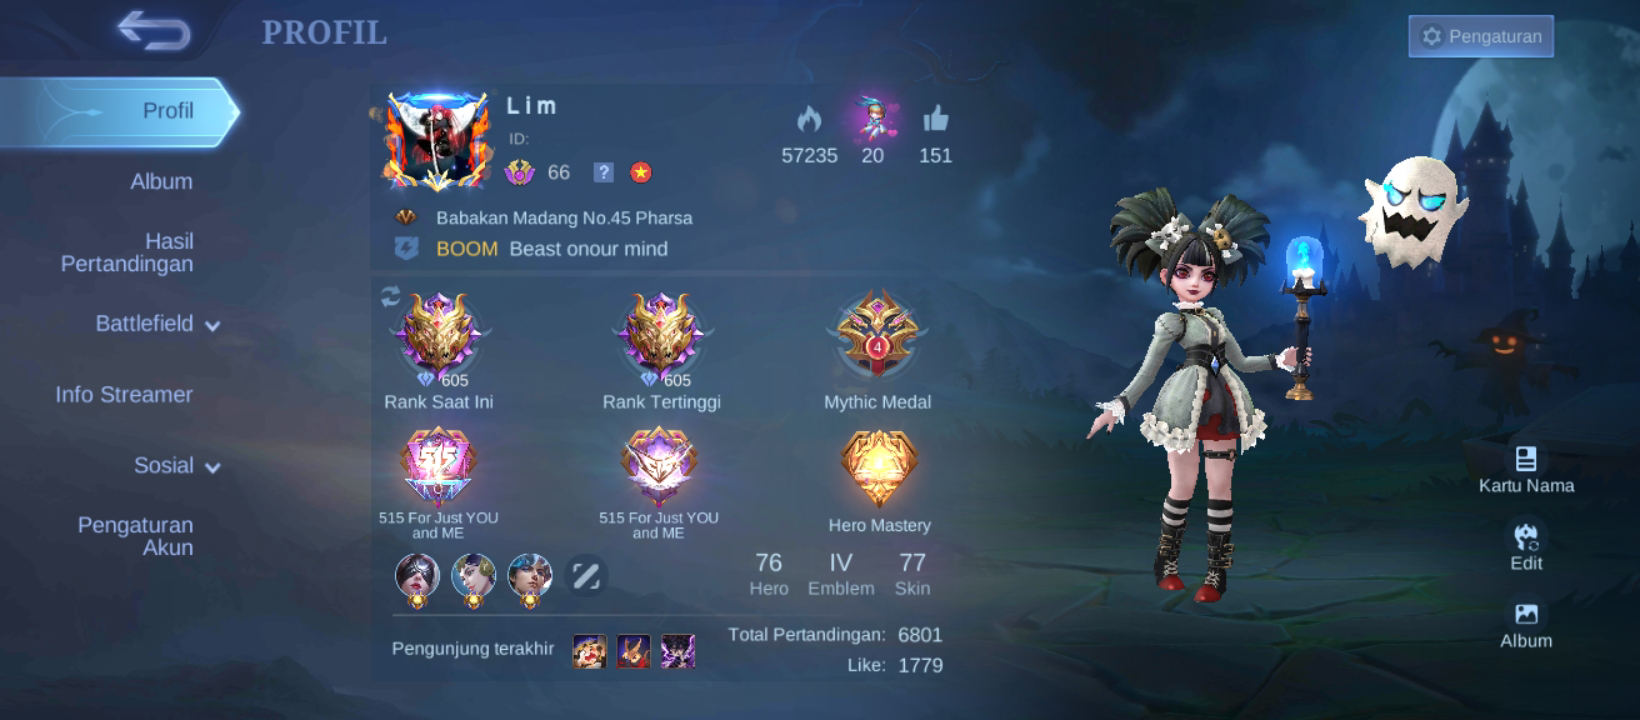 PROFIL
Pengaturan
Profil
Album
Hasil
Pertandingan
Battlefield
Info Streamer
Sosial
Pengaturan
Akun
Lim
ID:
66
?
57235
20
151
Babakan Madang No.45 Pharsa
BOOM Beast onour mind
605
Rank Saat Ini
605
Rank Tertinggi
4
Mythic Medal
515
515 For Just YOU
and ME
515
515 For Just YOU
and ME
Hero Mastery
76
Hero
IV
Emblem
77
Skin
Pengunjung terakhir
Total Pertandingan: 6801
Like: 1779
Kartu Nama
Edit
Album